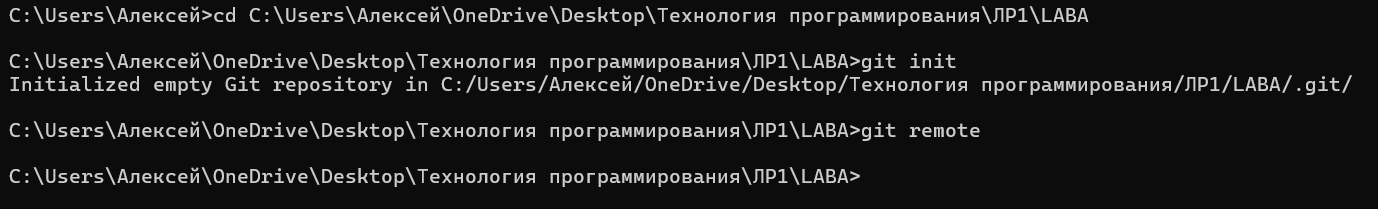 C:\Users\Алексей>cd C:\Users\Алексей\OneDrive\Desktop\Технология программирования\ЛР1\LABA
C:\Users\Алексей\OneDrive\Desktop\Технология программирования\ЛР1\LABA>git init
Initialized empty Git repository in C:/Users/Алексей/OneDrive/Desktop/Технология программирования/ЛР1/LABA/.git/
C:\Users\Алексей\OneDrive\Desktop\Технология программирования\ЛР1\LABA>git remote
C:\Users\Алексей\OneDrive\Desktop\Технология программирования\ЛР1\LABA>